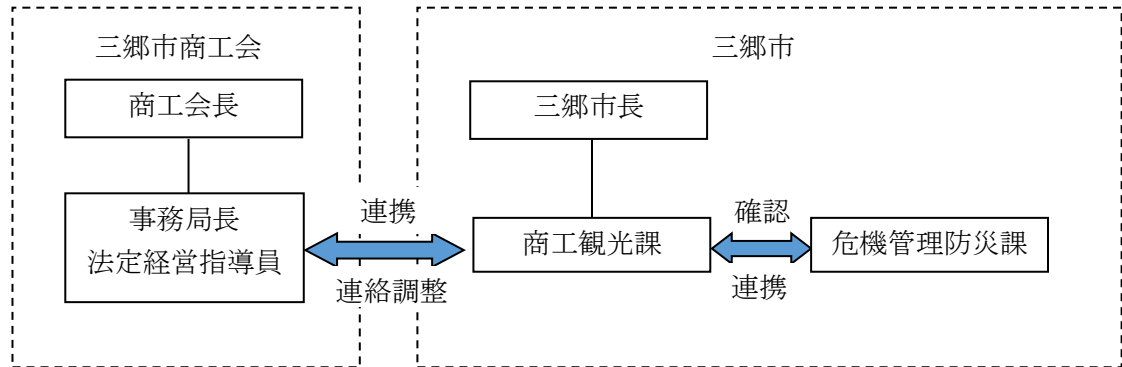 三郷市商工会
商工会長
事務局長
法定経営指導員
連携
連絡調整
三郷市
三郷市長
商工観光課
確認
連携
危機管理防災課